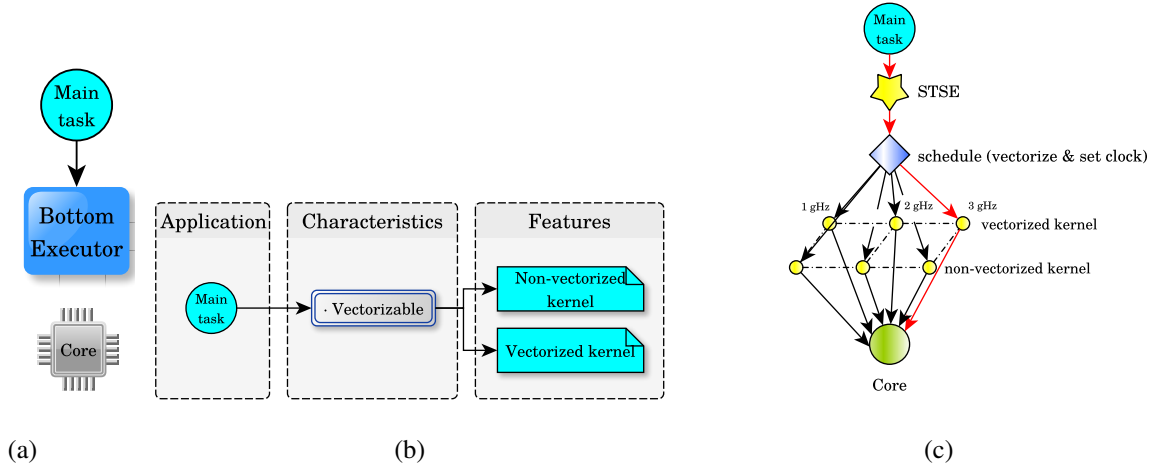 Main
task
Bottom
Executor
Core
(a)
Application
Characteristics
Features
Main
task
· Vectorizable
Non-vectorized
kernel
Vectorized kernel
(b)
Main
task
STSE
schedule (vectorize & set clock)
1 gHz
2 gHz
3 gHz
vectorized kernel
non-vectorized kernel
Core
(c)